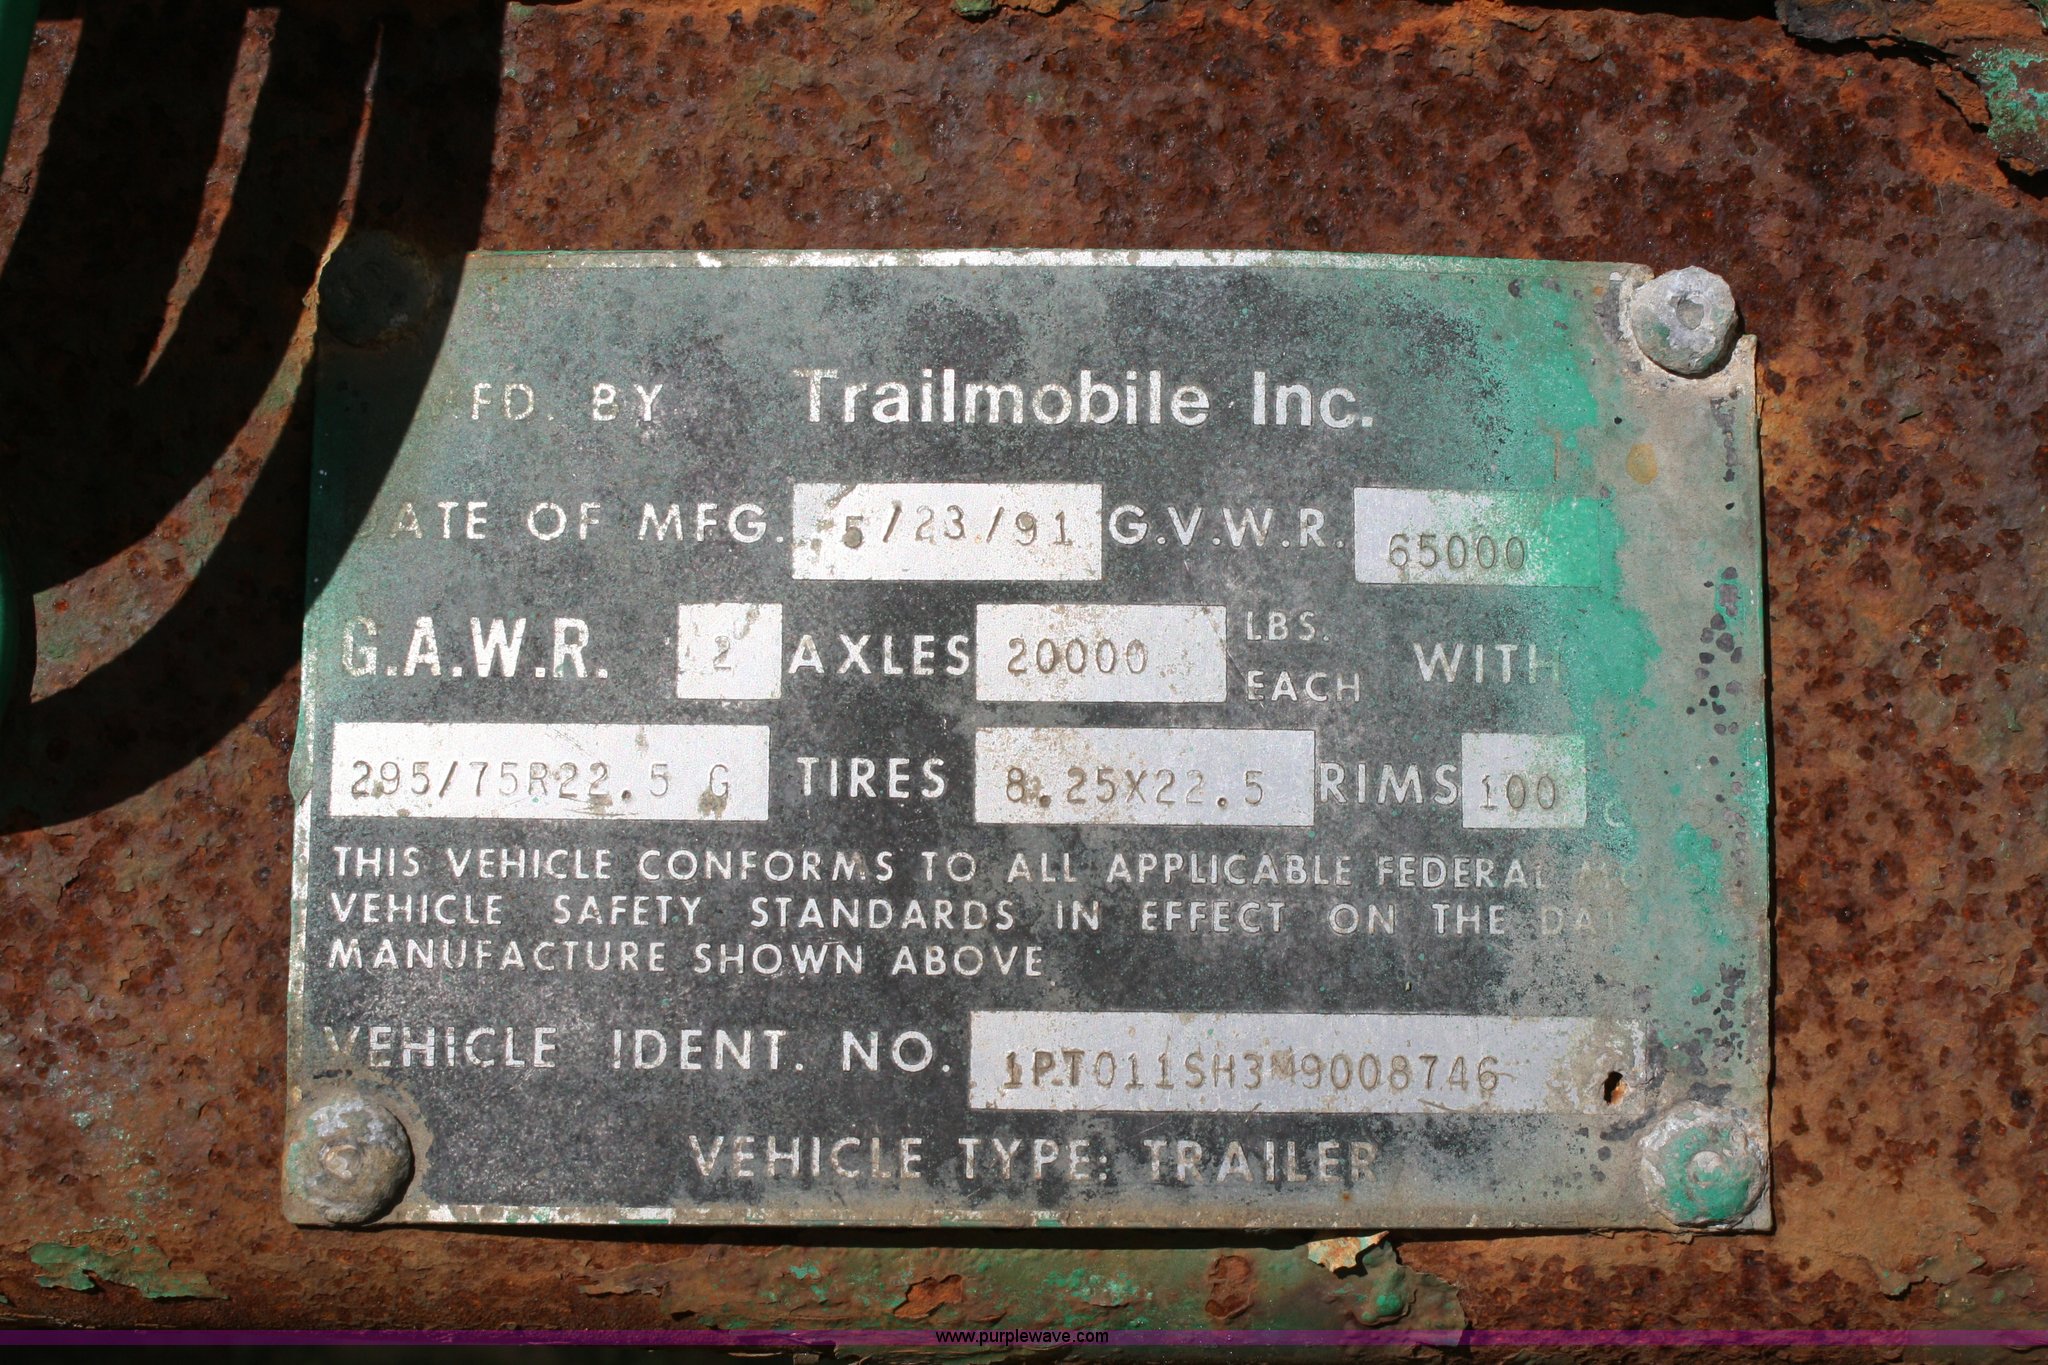 MFD. BY Trailmobile Inc.
DATE OF MFG. 5/23/91 G.V.W.R. 65000
G.A.W.R. 2 AXLES 20000 LBS. EACH WITH
295/75R22.5 G TIRES 8.25X22.5 RIMS 100
THIS VEHICLE CONFORMS TO ALL APPLICABLE FEDERAL
VEHICLE SAFETY STANDARDS IN EFFECT ON THE
MANUFACTURE SHOWN ABOVE
VEHICLE IDENT. NO. 1PT011SH3M9008746
VEHICLE TYPE: TRAILER
www.purplewave.com